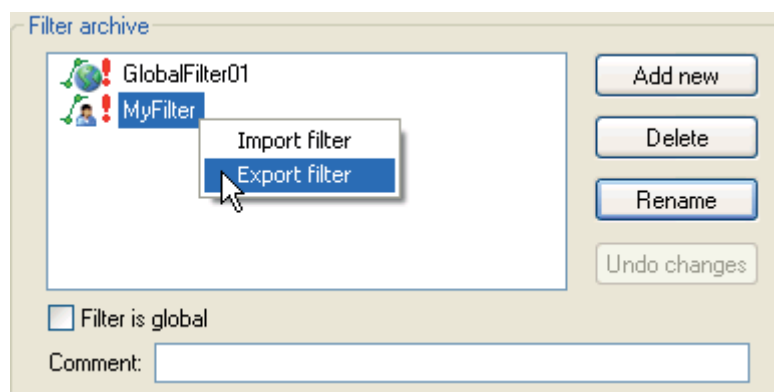 Filter archive
GlobalFilter01
MyFilter
Import filter
Export filter
Add new
Delete
Rename
Undo changes
Filter is global
Comment: